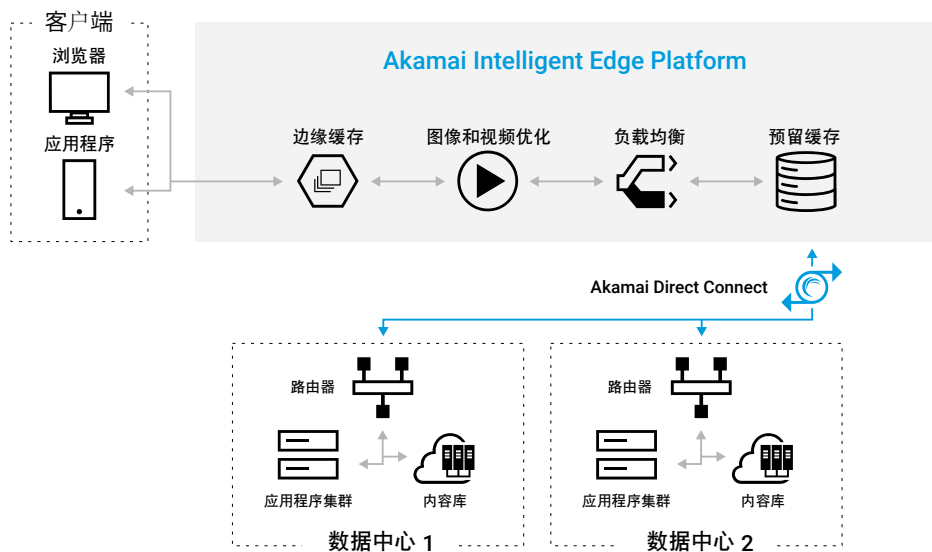 客户端
浏览器
应用程序
Akamai Intelligent Edge Platform
边缘缓存
图像和视频优化
负载均衡
预留缓存
Akamai Direct Connect
路由器
应用程序集群
内容库
数据中心 1
路由器
应用程序集群
内容库
数据中心 2